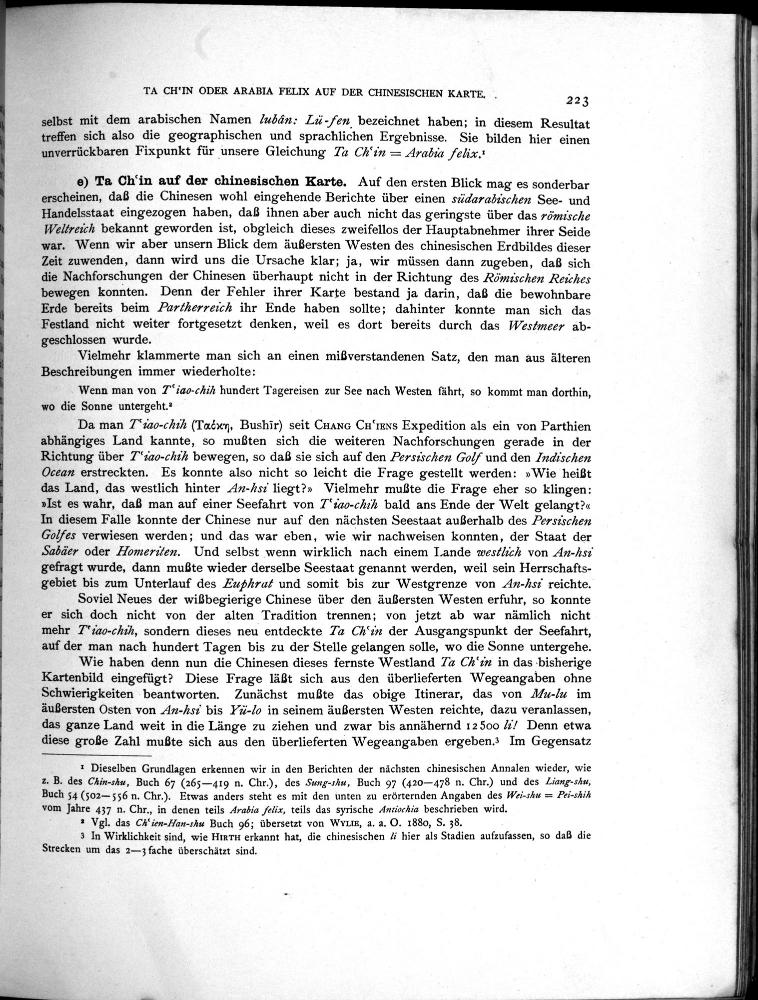 TA CH'IN ODER ARABIA FELIX AUF DER CHINESISCHEN KARTE.
223
selbst mit dem arabischen Namen lubân: Lü-fen bezeichnet haben; in diesem Resultat
treffen sich also die geographischen und sprachlichen Ergebnisse. Sie bilden hier einen
unverrückbaren Fixpunkt für unsere Gleichung Ta Ch‘in = Arabia felix.¹
e) Ta Ch‘in auf der chinesischen Karte. Auf den ersten Blick mag es sonderbar
erscheinen, daß die Chinesen wohl eingehende Berichte über einen südarabischen See- und
Handelsstaat eingezogen haben, daß ihnen aber auch nicht das geringste über das römische
Weltreich bekannt geworden ist, obgleich dieses zweifellos der Hauptabnehmer ihrer Seide
war. Wenn wir aber unsern Blick dem äußersten Westen des chinesischen Erdbildes dieser
Zeit zuwenden, dann wird uns die Ursache klar; ja, wir müssen dann zugeben, daß sich
die Nachforschungen der Chinesen überhaupt nicht in der Richtung des Römischen Reiches
bewegen konnten. Denn der Fehler ihrer Karte bestand ja darin, daß die bewohnbare
Erde bereits beim Partherreich ihr Ende haben sollte; dahinter konnte man sich das
Festland nicht weiter fortgesetzt denken, weil es dort bereits durch das Westmeer ab-
geschlossen wurde.
Vielmehr klammerte man sich an einen mißverstandenen Satz, den man aus älteren
Beschreibungen immer wiederholte:
Wenn man von T‘iao-chih hundert Tagereisen zur See nach Westen fährt, so kommt man dorthin,
wo die Sonne untergeht.²
Da man T‘iao-chih (Ταόκη, Bushīr) seit CHANG CH‘IENS Expedition als ein von Parthien
abhängiges Land kannte, so mußten sich die weiteren Nachforschungen gerade in der
Richtung über T‘iao-chih bewegen, so daß sie sich auf den Persischen Golf und den Indischen
Ocean erstreckten. Es konnte also nicht so leicht die Frage gestellt werden: »Wie heißt
das Land, das westlich hinter An-hsi liegt?» Vielmehr mußte die Frage eher so klingen:
»Ist es wahr, daß man auf einer Seefahrt von T‘iao-chih bald ans Ende der Welt gelangt?«
In diesem Falle konnte der Chinese nur auf den nächsten Seestaat außerhalb des Persischen
Golfes verwiesen werden; und das war eben, wie wir nachweisen konnten, der Staat der
Sabäer oder Homeriten. Und selbst wenn wirklich nach einem Lande westlich von An-hsi
gefragt wurde, dann mußte wieder derselbe Seestaat genannt werden, weil sein Herrschafts-
gebiet bis zum Unterlauf des Euphrat und somit bis zur Westgrenze von An-hsi reichte.
Soviel Neues der wißbegierige Chinese über den äußersten Westen erfuhr, so konnte
er sich doch nicht von der alten Tradition trennen; von jetzt ab war nämlich nicht
mehr T‘iao-chih, sondern dieses neu entdeckte Ta Ch‘in der Ausgangspunkt der Seefahrt,
auf der man nach hundert Tagen bis zu der Stelle gelangen solle, wo die Sonne untergehe.
Wie haben denn nun die Chinesen dieses fernste Westland Ta Ch‘in in das bisherige
Kartenbild eingefügt? Diese Frage läßt sich aus den überlieferten Wegeangaben ohne
Schwierigkeiten beantworten. Zunächst mußte das obige Itinerar, das von Mu-lu im
äußersten Osten von An-hsi bis Yü-lo in seinem äußersten Westen reichte, dazu veranlassen,
das ganze Land weit in die Länge zu ziehen und zwar bis annähernd 12500 li! Denn etwa
diese große Zahl mußte sich aus den überlieferten Wegeangaben ergeben.³ Im Gegensatz
¹ Dieselben Grundlagen erkennen wir in den Berichten der nächsten chinesischen Annalen wieder, wie
z. B. des Chin-shu, Buch 67 (265—419 n. Chr.), des Sung-shu, Buch 97 (420—478 n. Chr.) und des Liang-shu,
Buch 54 (502—556 n. Chr.). Etwas anders steht es mit den unten zu erörternden Angaben des Wei-shu = Pei-shih
vom Jahre 437 n. Chr., in denen teils Arabia felix, teils das syrische Antiochia beschrieben wird.
² Vgl. das Ch‘ien-Han-shu Buch 96; übersetzt von WYLIE, a. a. O. 1880, S. 38.
³ In Wirklichkeit sind, wie HIRTH erkannt hat, die chinesischen li hier als Stadien aufzufassen, so daß die
Strecken um das 2—3fache überschätzt sind.